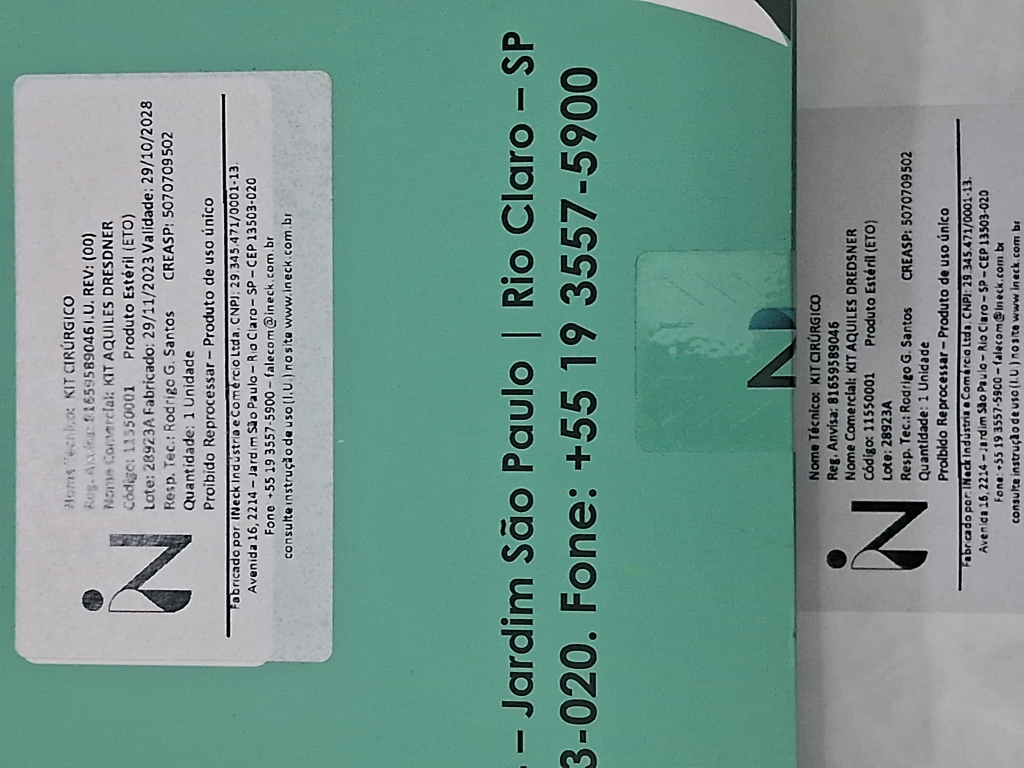 Nome Técnico: KIT CIRÚRGICO
Reg. Anvisa: 81659589046 I.U. REV: (00)
Nome Comercial: KIT AQUILES DRESDNER
Código: 11550001 Produto Estéril (ETO)
Lote: 28923A Fabricado: 29/11/2023 Validade: 29/10/2028
Resp. Tec.: Rodrigo G. Santos CREASP: 5070709502
Quantidade: 1 Unidade
Proibido Reprocessar – Produto de uso único
iN
Fabricado por: INeck Indústria e Comércio Ltda. CNPJ: 29.345.471/0001-13.
Avenida 16, 2214 – Jardim São Paulo – Rio Claro – SP – CEP 13503-020
Fone +55 19 3557-5900 – falecom@ineck.com.br
consulte instrução de uso (I.U.) no site www.ineck.com.br
– Jardim São Paulo | Rio Claro – SP
3-020. Fone: +55 19 3557-5900
N
Nome Técnico: KIT CIRÚRGICO
Reg. Anvisa: 81659589046
Nome Comercial: KIT AQUILES DREDSNER
Código: 11550001 Produto Estéril (ETO)
Lote: 28923A
Resp. Tec.: Rodrigo G. Santos CREASP: 5070709502
Quantidade: 1 Unidade
Proibido Reprocessar – Produto de uso único
iN
Fabricado por: INeck Indústria e Comércio Ltda. CNPJ: 29.345.471/0001-13.
Avenida 16, 2214 – Jardim São Paulo – Rio Claro – SP – CEP 13503-020
Fone: +55 19 3557-5900 – falecom@ineck.com.br
consulte instrução de uso (I.U.) no site www.ineck.com.br